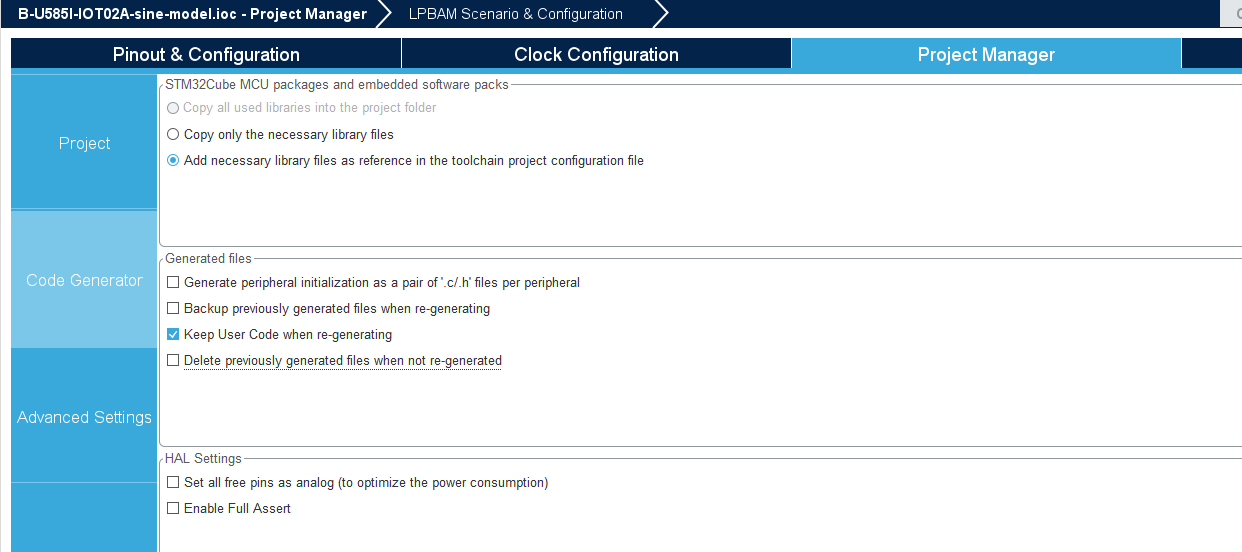 B-U585I-IOT02A-sine-model.ioc - Project Manager
LPBAM Scenario & Configuration
Pinout & Configuration
Clock Configuration
Project Manager
Project
Code Generator
Advanced Settings
STM32Cube MCU packages and embedded software packs
Copy all used libraries into the project folder
Copy only the necessary library files
Add necessary library files as reference in the toolchain project configuration file
Generated files
Generate peripheral initialization as a pair of '.c/.h' files per peripheral
Backup previously generated files when re-generating
Keep User Code when re-generating
Delete previously generated files when not re-generated
HAL Settings
Set all free pins as analog (to optimize the power consumption)
Enable Full Assert